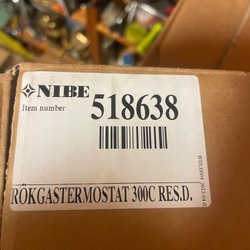 NIBE
Item number
518638
RÖKGASTERMOSTAT 300C RES.D.